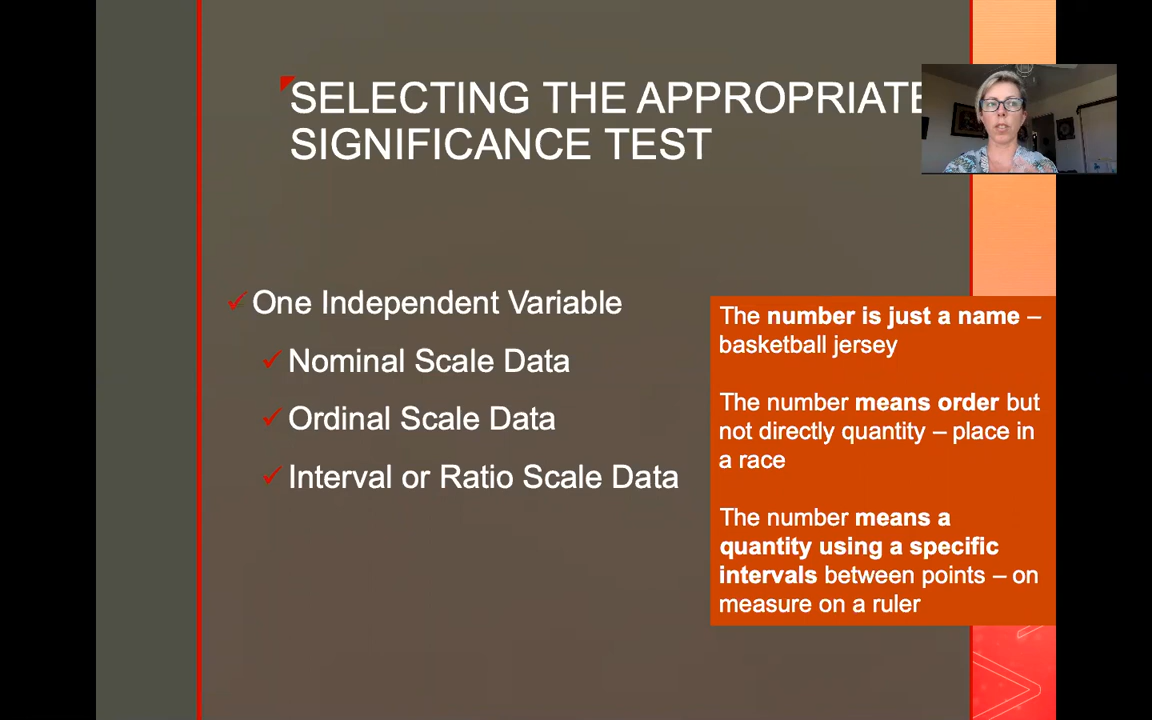 SELECTING THE APPROPRIATE
SIGNIFICANCE TEST
One Independent Variable
Nominal Scale Data
Ordinal Scale Data
Interval or Ratio Scale Data
The number is just a name –
basketball jersey
The number means order but
not directly quantity – place in
a race
The number means a
quantity using a specific
intervals between points – on
measure on a ruler